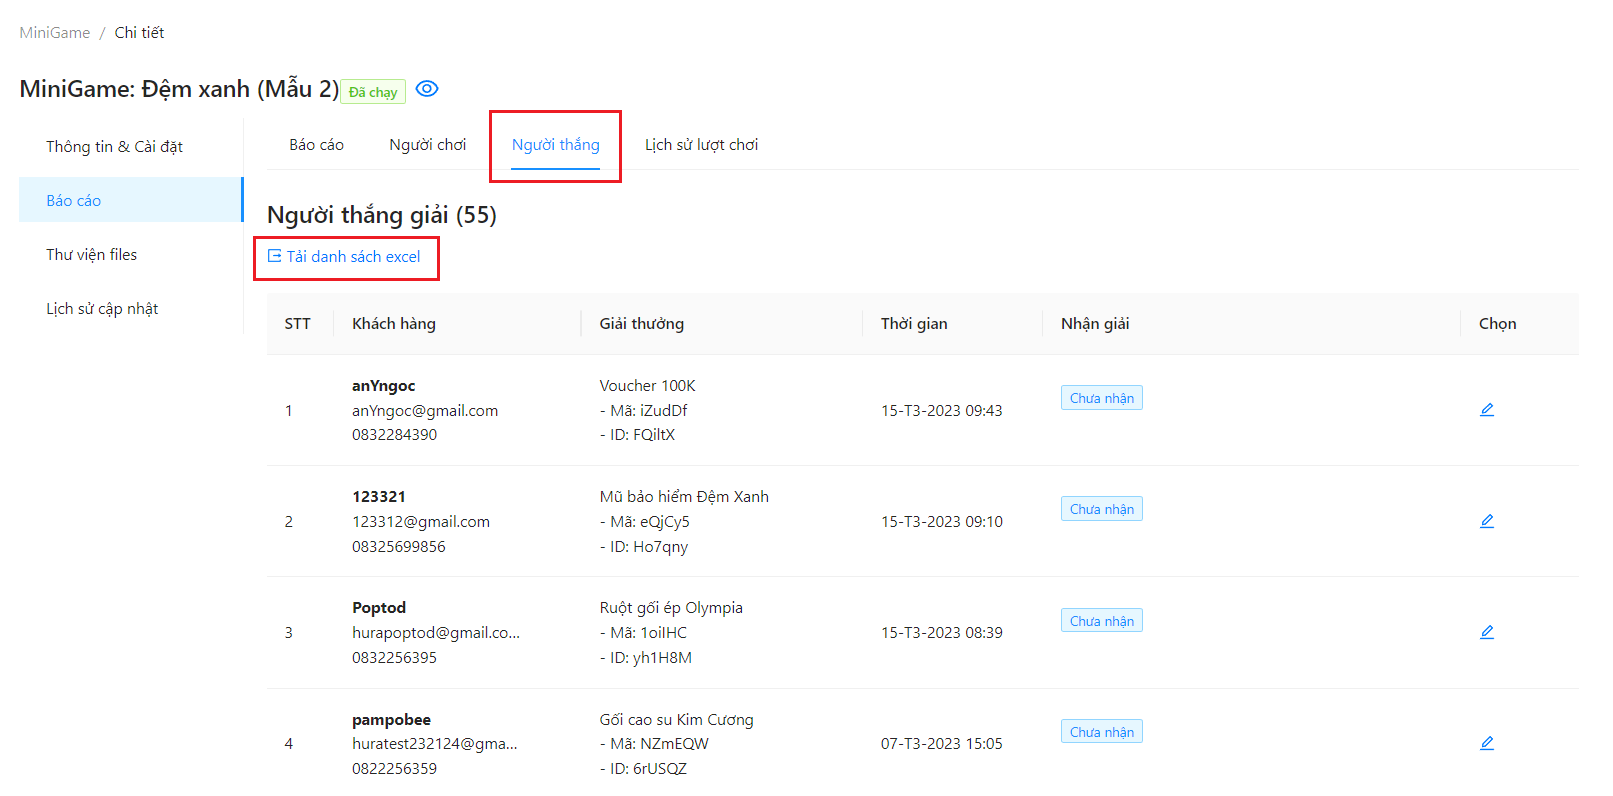 MiniGame / Chi tiết
MiniGame: Đệm xanh (Mẫu 2) Đã chạy
Thông tin & Cài đặt
Báo cáo
Thư viện files
Lịch sử cập nhật
Báo cáo Người chơi Người thắng Lịch sử lượt chơi
Người thắng giải (55)
Tải danh sách excel
STT Khách hàng Giải thưởng Thời gian Nhận giải Chọn
anYngoc Voucher 100K Chưa nhận
1 anYngoc@gmail.com - Mã: iZudDf 15-T3-2023 09:43
0832284390 - ID: FQiltX
123321 Mũ bảo hiểm Đệm Xanh Chưa nhận
2 123312@gmail.com - Mã: eQjCy5 15-T3-2023 09:10
08325699856 - ID: Ho7qny
Poptod Ruột gối ép Olympia Chưa nhận
3 hurapoptod@gmail.co... - Mã: 1oiIHC 15-T3-2023 08:39
0832256395 - ID: yh1H8M
pampobee Gối cao su Kim Cương Chưa nhận
4 huratest232124@gma... - Mã: NZmEQW 07-T3-2023 15:05
0822256359 - ID: 6rUSQZ